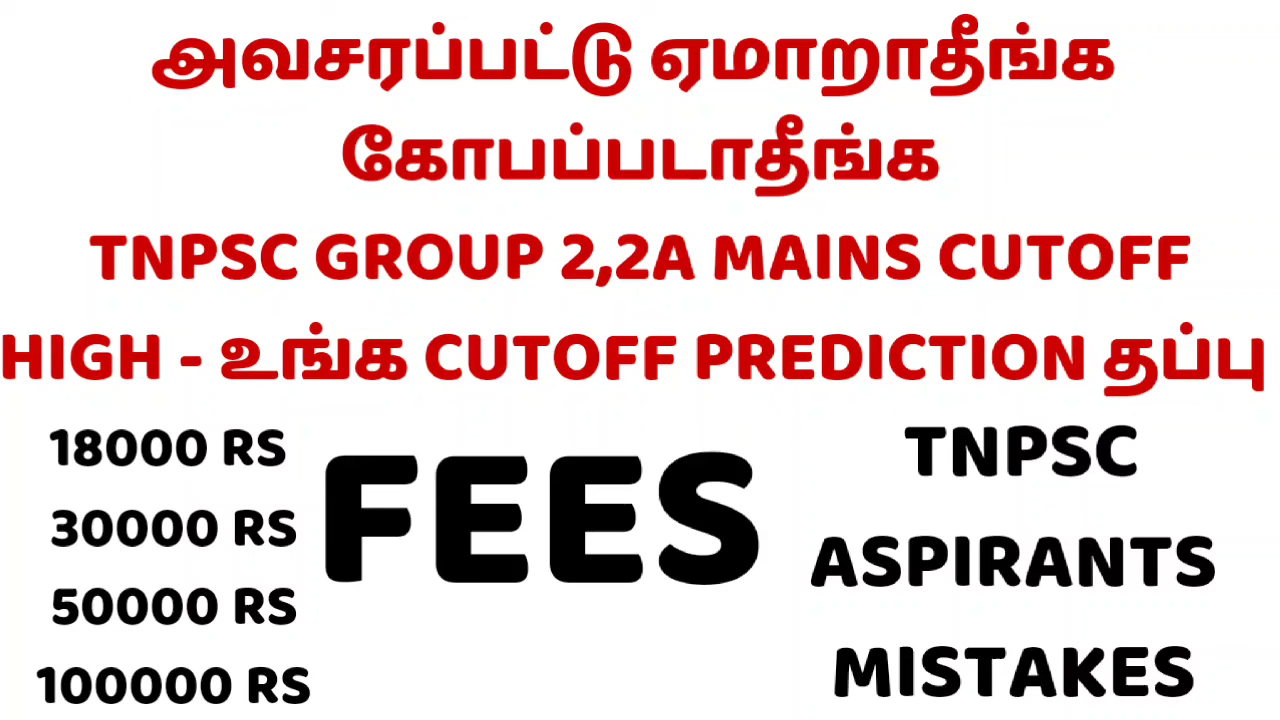 அவசரப்பட்டு ஏமாறாதீங்க
கோபப்படாதீங்க
TNPSC GROUP 2,2A MAINS CUTOFF
HIGH - உங்க CUTOFF PREDICTION தப்பு
18000 RS
30000 RS
50000 RS
100000 RS
FEES
TNPSC
ASPIRANTS
MISTAKES